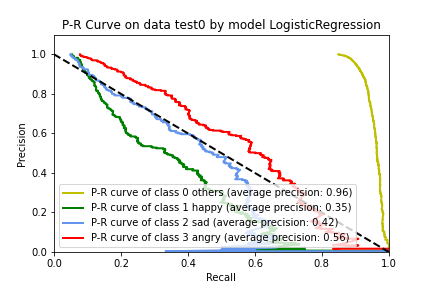 P-R Curve on data test0 by model LogisticRegression
1.0
0.8
0.6
0.4
0.2
0.0
Precision
P-R curve of class 0 others (average precision: 0.96)
P-R curve of class 1 happy (average precision: 0.35)
P-R curve of class 2 sad (average precision: 0.42)
P-R curve of class 3 angry (average precision: 0.56)
0.0 0.2 0.4 0.6 0.8 1.0
Recall